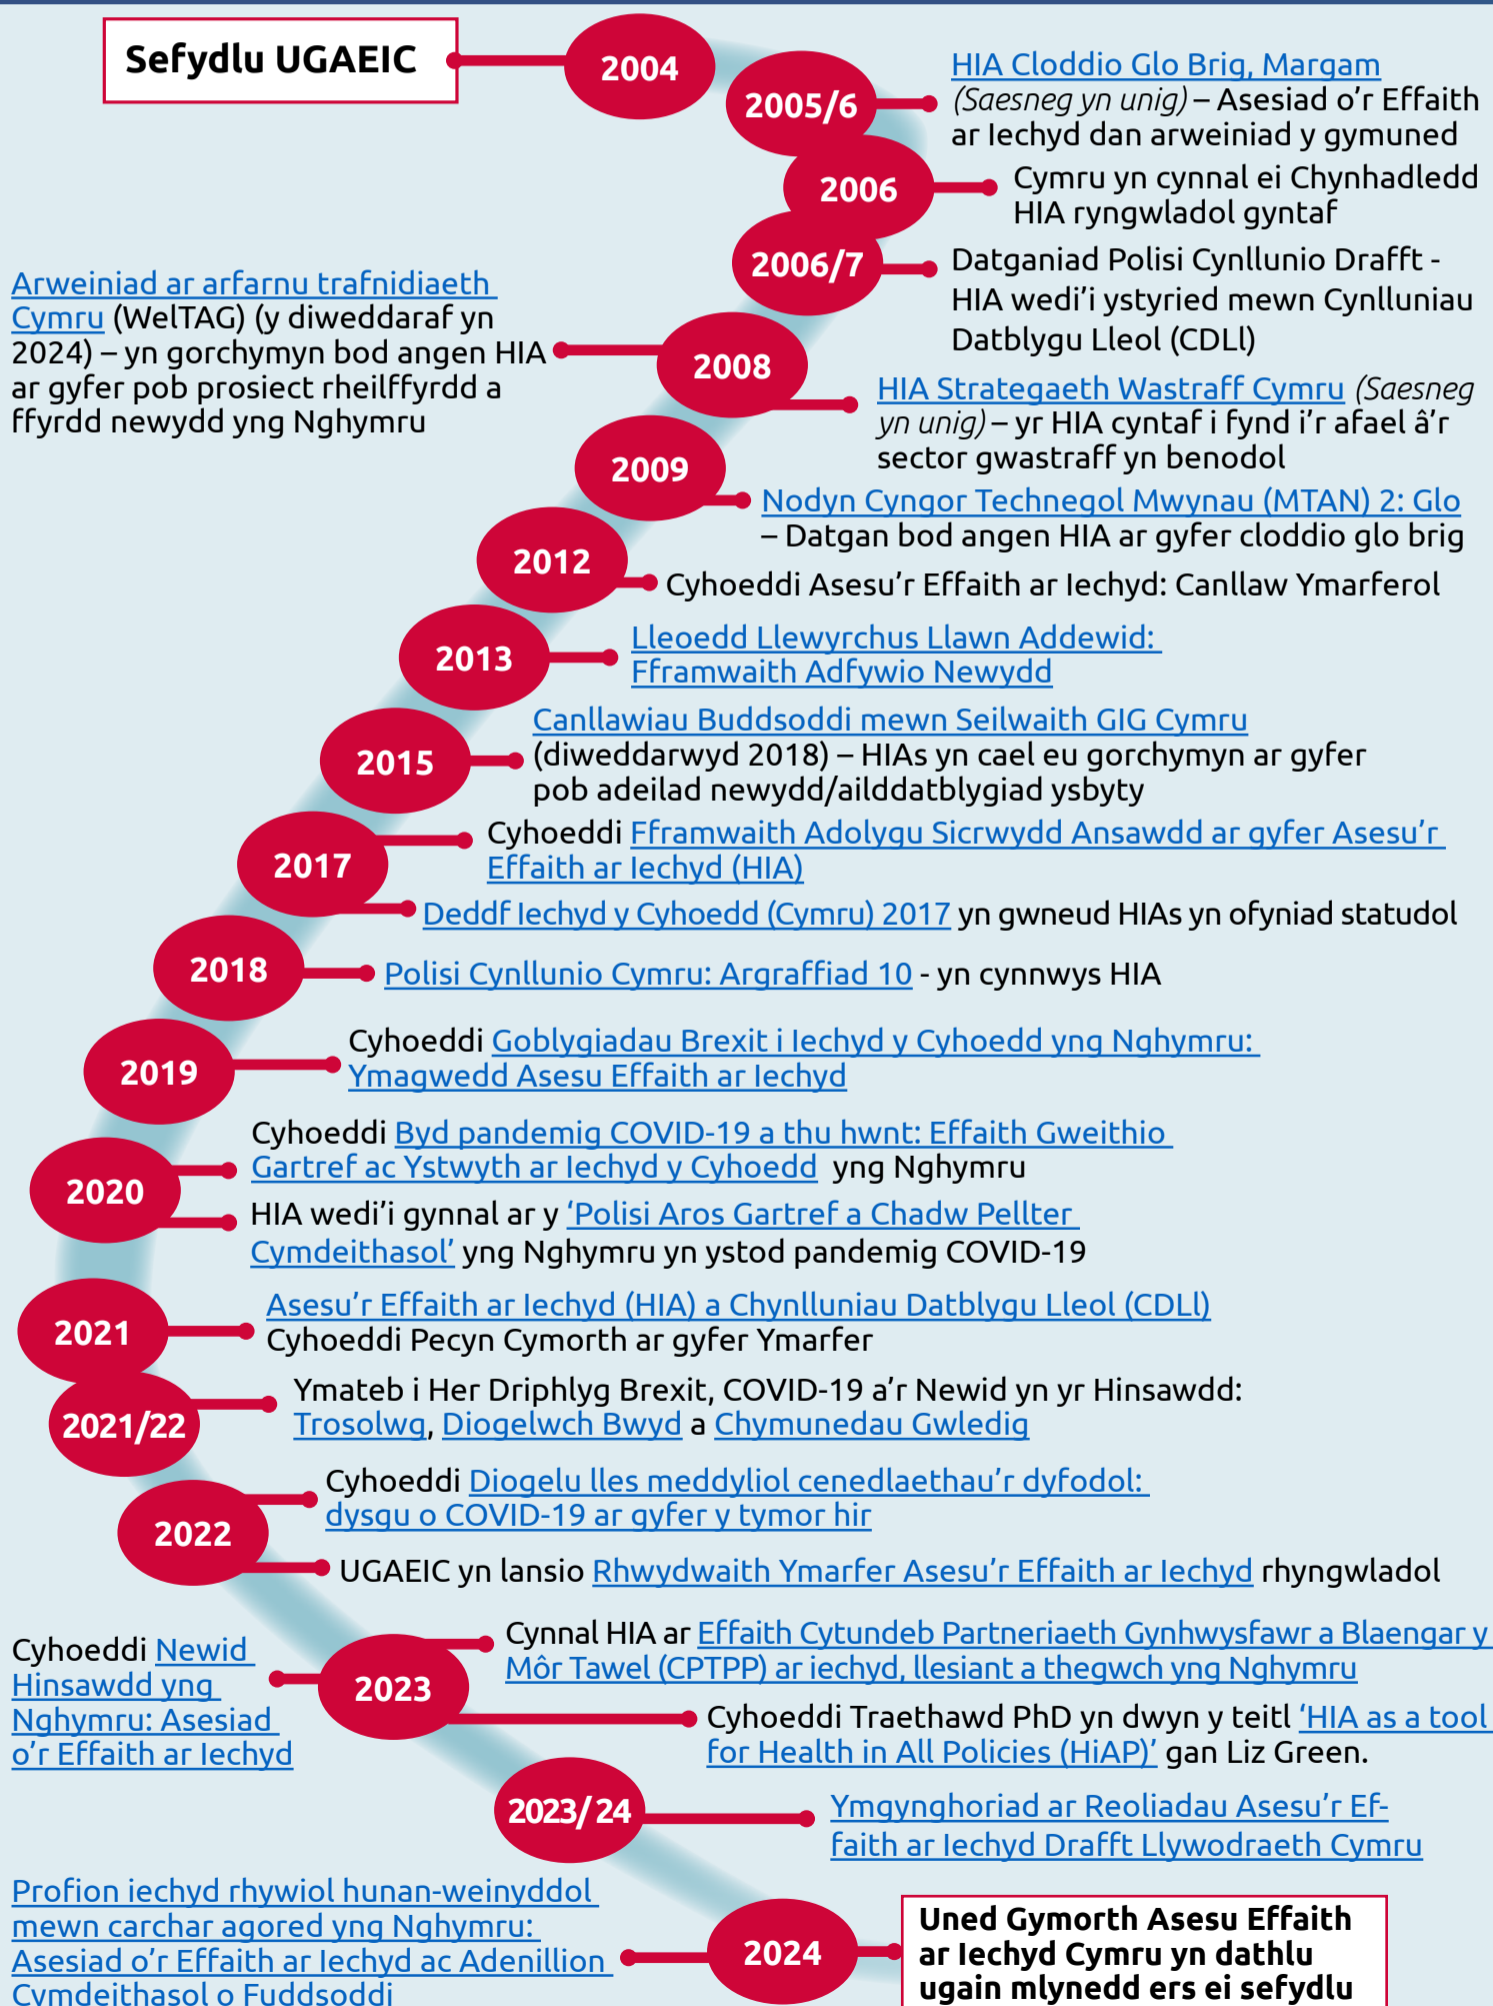 Sefydlu UGAEIC
2004
2005/6
HIA Cloddio Glo Brig, Margam
(Saesneg yn unig) – Asesiad o’r Effaith
ar Iechyd dan arweiniad y gymuned
2006
Cymru yn cynnal ei Chynhadledd
HIA ryngwladol gyntaf
2006/7
Datganiad Polisi Cynllunio Drafft -
HIA wedi’i ystyried mewn Cynlluniau
Datblygu Lleol (CDLl)
Arweiniad ar arfarnu trafnidiaeth
Cymru (WelTAG) (y diweddaraf yn
2024) – yn gorchymyn bod angen HIA
ar gyfer pob prosiect rheilffyrdd a
ffyrdd newydd yng Nghymru
2008
HIA Strategaeth Wastraff Cymru (Saesneg
yn unig) – yr HIA cyntaf i fynd i’r afael â’r
sector gwastraff yn benodol
2009
Nodyn Cyngor Technegol Mwynau (MTAN) 2: Glo
– Datgan bod angen HIA ar gyfer cloddio glo brig
2012
Cyhoeddi Asesu’r Effaith ar Iechyd: Canllaw Ymarferol
2013
Lleoedd Llewyrchus Llawn Addewid:
Fframwaith Adfywio Newydd
2015
Canllawiau Buddsoddi mewn Seilwaith GIG Cymru
(diweddarwyd 2018) – HIAs yn cael eu gorchymyn ar gyfer
pob adeilad newydd/ailddatblygiad ysbyty
2017
Cyhoeddi Fframwaith Adolygu Sicrwydd Ansawdd ar gyfer Asesu’r
Effaith ar Iechyd (HIA)
Deddf Iechyd y Cyhoedd (Cymru) 2017 yn gwneud HIAs yn ofyniad statudol
2018
Polisi Cynllunio Cymru: Argraffiad 10 - yn cynnwys HIA
2019
Cyhoeddi Goblygiadau Brexit i Iechyd y Cyhoedd yng Nghymru:
Ymagwedd Asesu Effaith ar Iechyd
2020
Cyhoeddi Byd pandemig COVID-19 a thu hwnt: Effaith Gweithio
Gartref ac Ystwyth ar Iechyd y Cyhoedd yng Nghymru
HIA wedi’i gynnal ar y ‘Polisi Aros Gartref a Chadw Pellter
Cymdeithasol’ yng Nghymru yn ystod pandemig COVID-19
2021
Asesu’r Effaith ar Iechyd (HIA) a Chynlluniau Datblygu Lleol (CDLl)
Cyhoeddi Pecyn Cymorth ar gyfer Ymarfer
2021/22
Ymateb i Her Driphlyg Brexit, COVID-19 a’r Newid yn yr Hinsawdd:
Trosolwg, Diogelwch Bwyd a Chymunedau Gwledig
2022
Cyhoeddi Diogelu lles meddyliol cenedlaethau’r dyfodol:
dysgu o COVID-19 ar gyfer y tymor hir
UGAEIC yn lansio Rhwydwaith Ymarfer Asesu’r Effaith ar Iechyd rhyngwladol
Cyhoeddi Newid
Hinsawdd yng
Nghymru: Asesiad
o’r Effaith ar Iechyd
2023
Cynnal HIA ar Effaith Cytundeb Partneriaeth Gynhwysfawr a Blaengar y
Môr Tawel (CPTPP) ar iechyd, llesiant a thegwch yng Nghymru
Cyhoeddi Traethawd PhD yn dwyn y teitl ‘HIA as a tool
for Health in All Policies (HiAP)’ gan Liz Green.
2023/24
Ymgynghoriad ar Reoliadau Asesu’r Ef-
faith ar Iechyd Drafft Llywodraeth Cymru
Profion iechyd rhywiol hunan-weinyddol
mewn carchar agored yng Nghymru:
Asesiad o’r Effaith ar Iechyd ac Adenillion
Cymdeithasol o Fuddsoddi
2024
Uned Gymorth Asesu Effaith
ar Iechyd Cymru yn dathlu
ugain mlynedd ers ei sefydlu